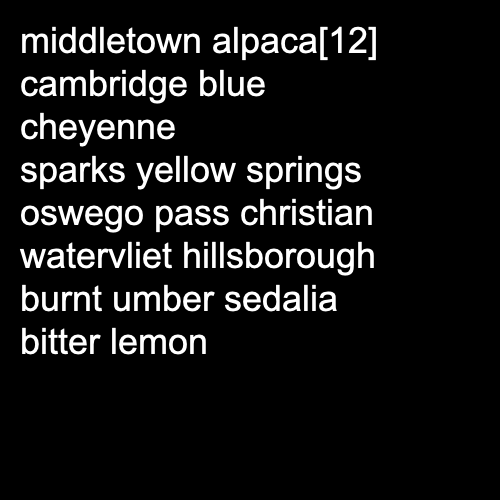 middletown alpaca[12]
cambridge blue
cheyenne
sparks yellow springs
oswego pass christian
watervliet hillsborough
burnt umber sedalia
bitter lemon